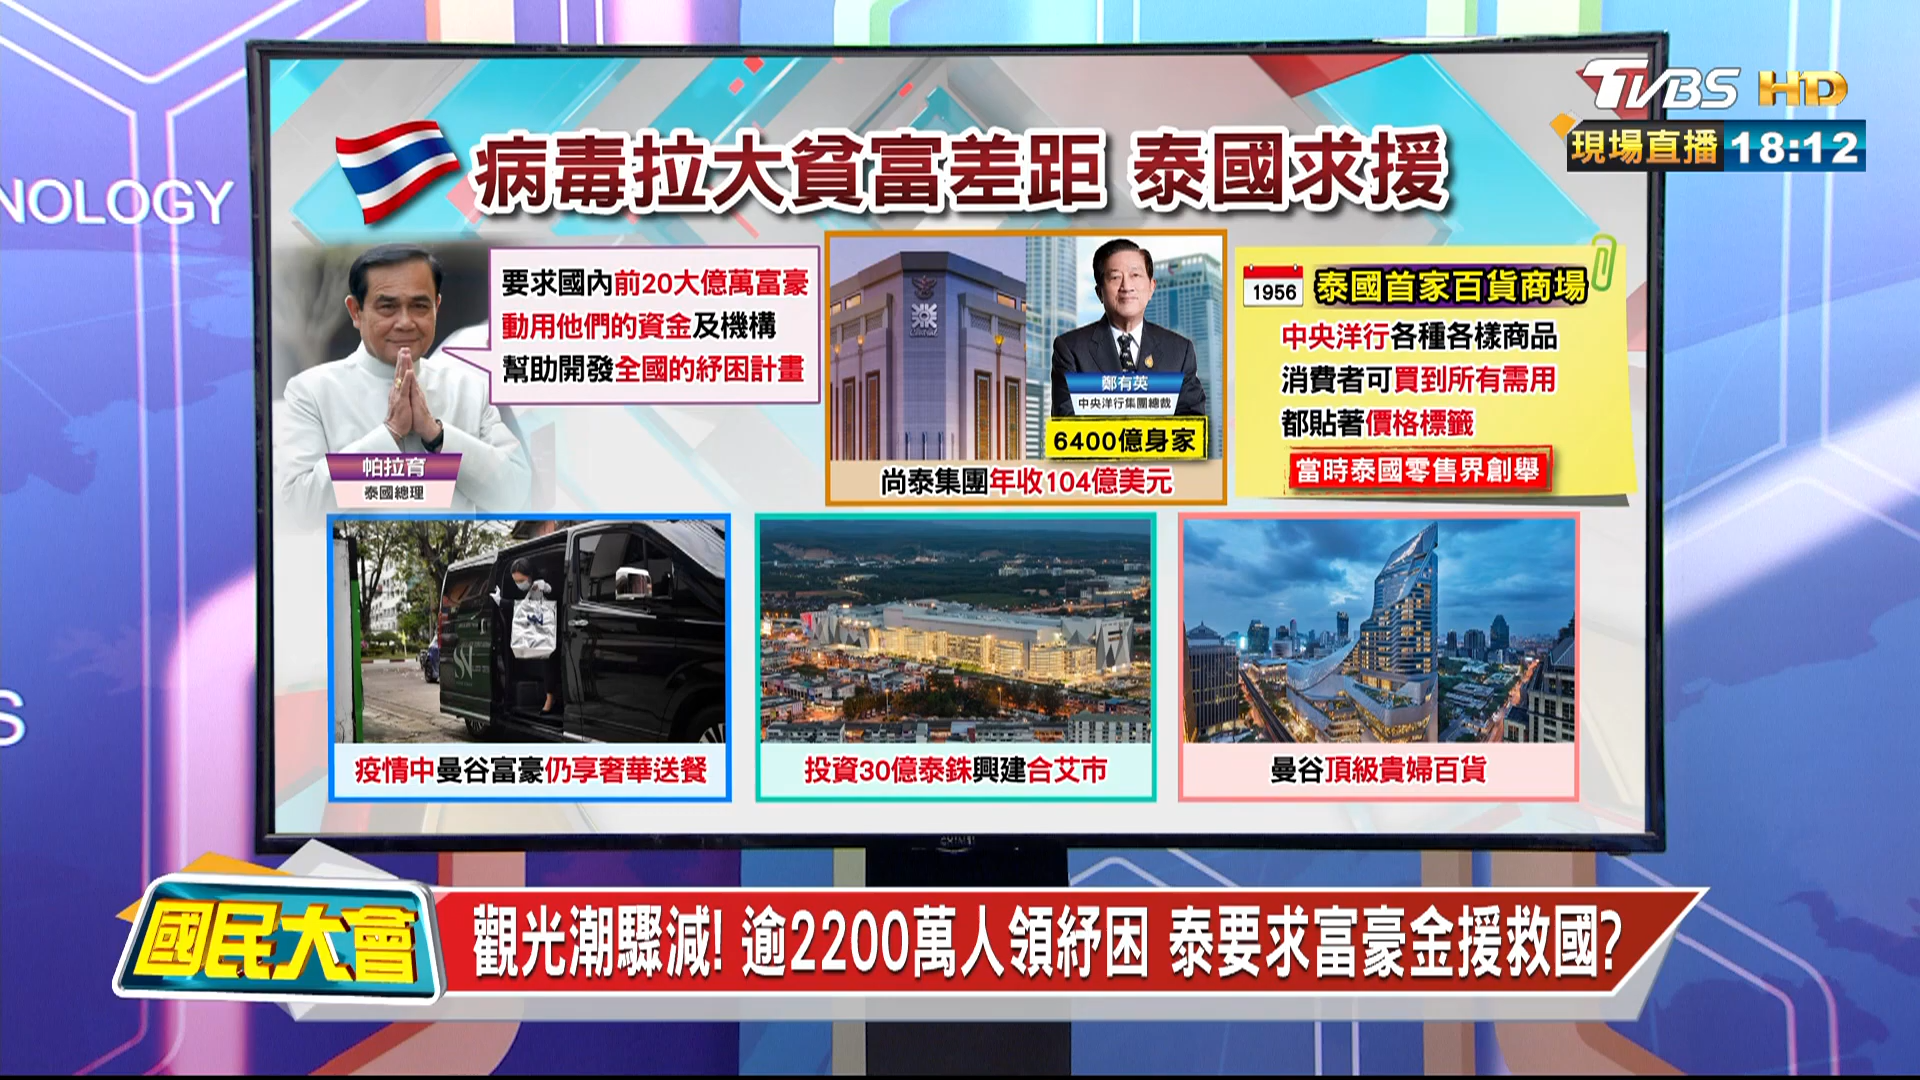 TVBS HD
現場直播 18:12
NOLOGY
S
病毒拉大貧富差距 泰國求援
要求國內前20大億萬富豪
動用他們的資金及機構
幫助開發全國的紓困計畫
帕拉育
泰國總理
鄭有英
中央洋行集團總裁
6400億身家
尚泰集團年收104億美元
1956 泰國首家百貨商場
中央洋行各種各樣商品
消費者可買到所有需用
都貼著價格標籤
當時泰國零售界創舉
疫情中曼谷富豪仍享奢華送餐
投資30億泰銖興建合艾市
曼谷頂級貴婦百貨
國民大會
觀光潮驟減! 逾2200萬人領紓困 泰要求富豪金援救國?